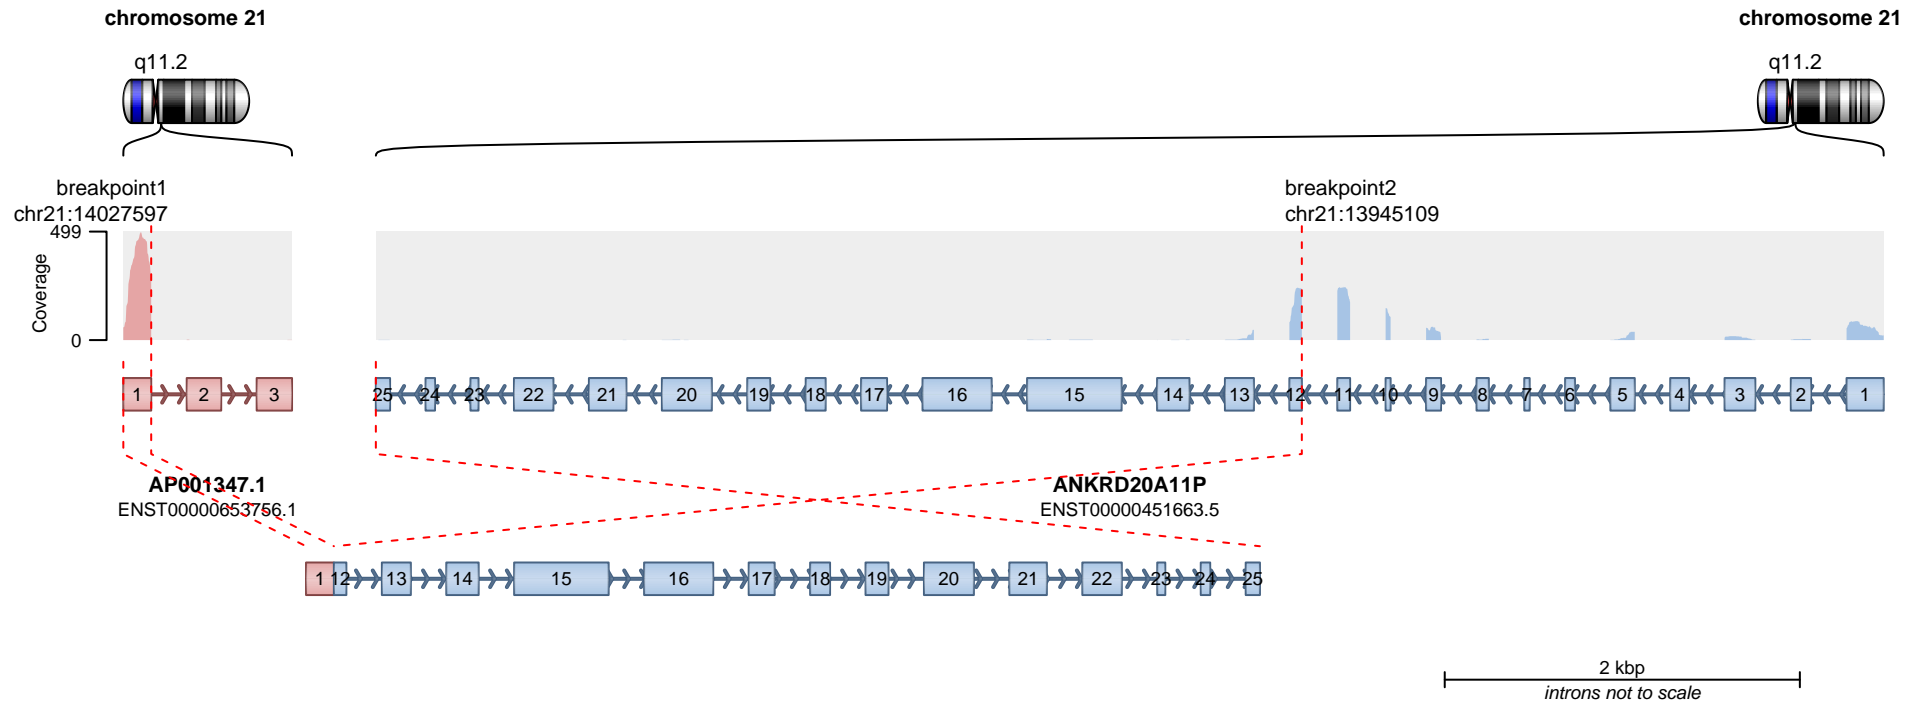 chromosome 21
chromosome 21
q11.2
q11.2
breakpoint1
chr21:14027597
breakpoint2
chr21:13945109
499
Coverage
0
1 2 3
25 24 23 22 21 20 19 18 17 16 15 14 13 12 11 10 9 8 7 6 5 4 3 2 1
AP001347.1
ENST00000653756.1
ANKRD20A11P
ENST00000451663.5
1 12 13 14 15 16 17 18 19 20 21 22 23 24 25
2 kbp
introns not to scale